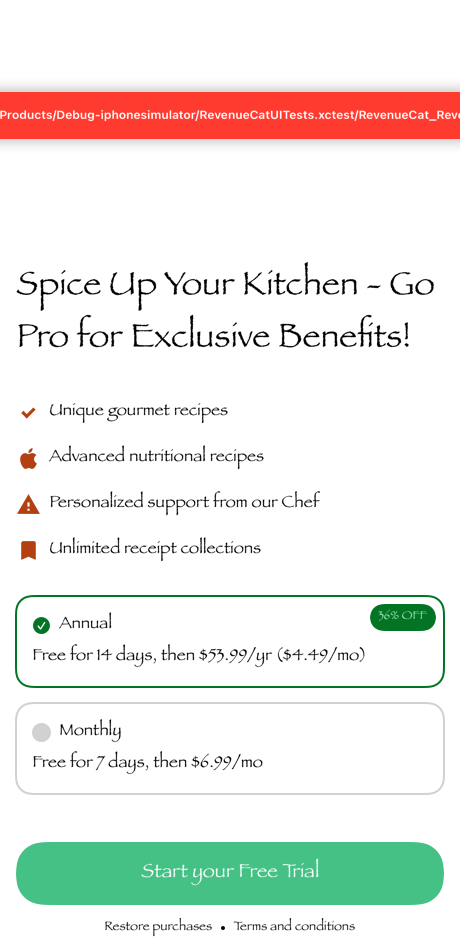 Products/Debug-iphonesimulator/RevenueCatUITests.xctest/RevenueCat_Reve
Spice Up Your Kitchen - Go
Pro for Exclusive Benefits!
Unique gourmet recipes
Advanced nutritional recipes
Personalized support from our Chef
Unlimited receipt collections
36% OFF
Annual
Free for 14 days, then $53.99/yr ($4.49/mo)
Monthly
Free for 7 days, then $6.99/mo
Start your Free Trial
Restore purchases • Terms and conditions